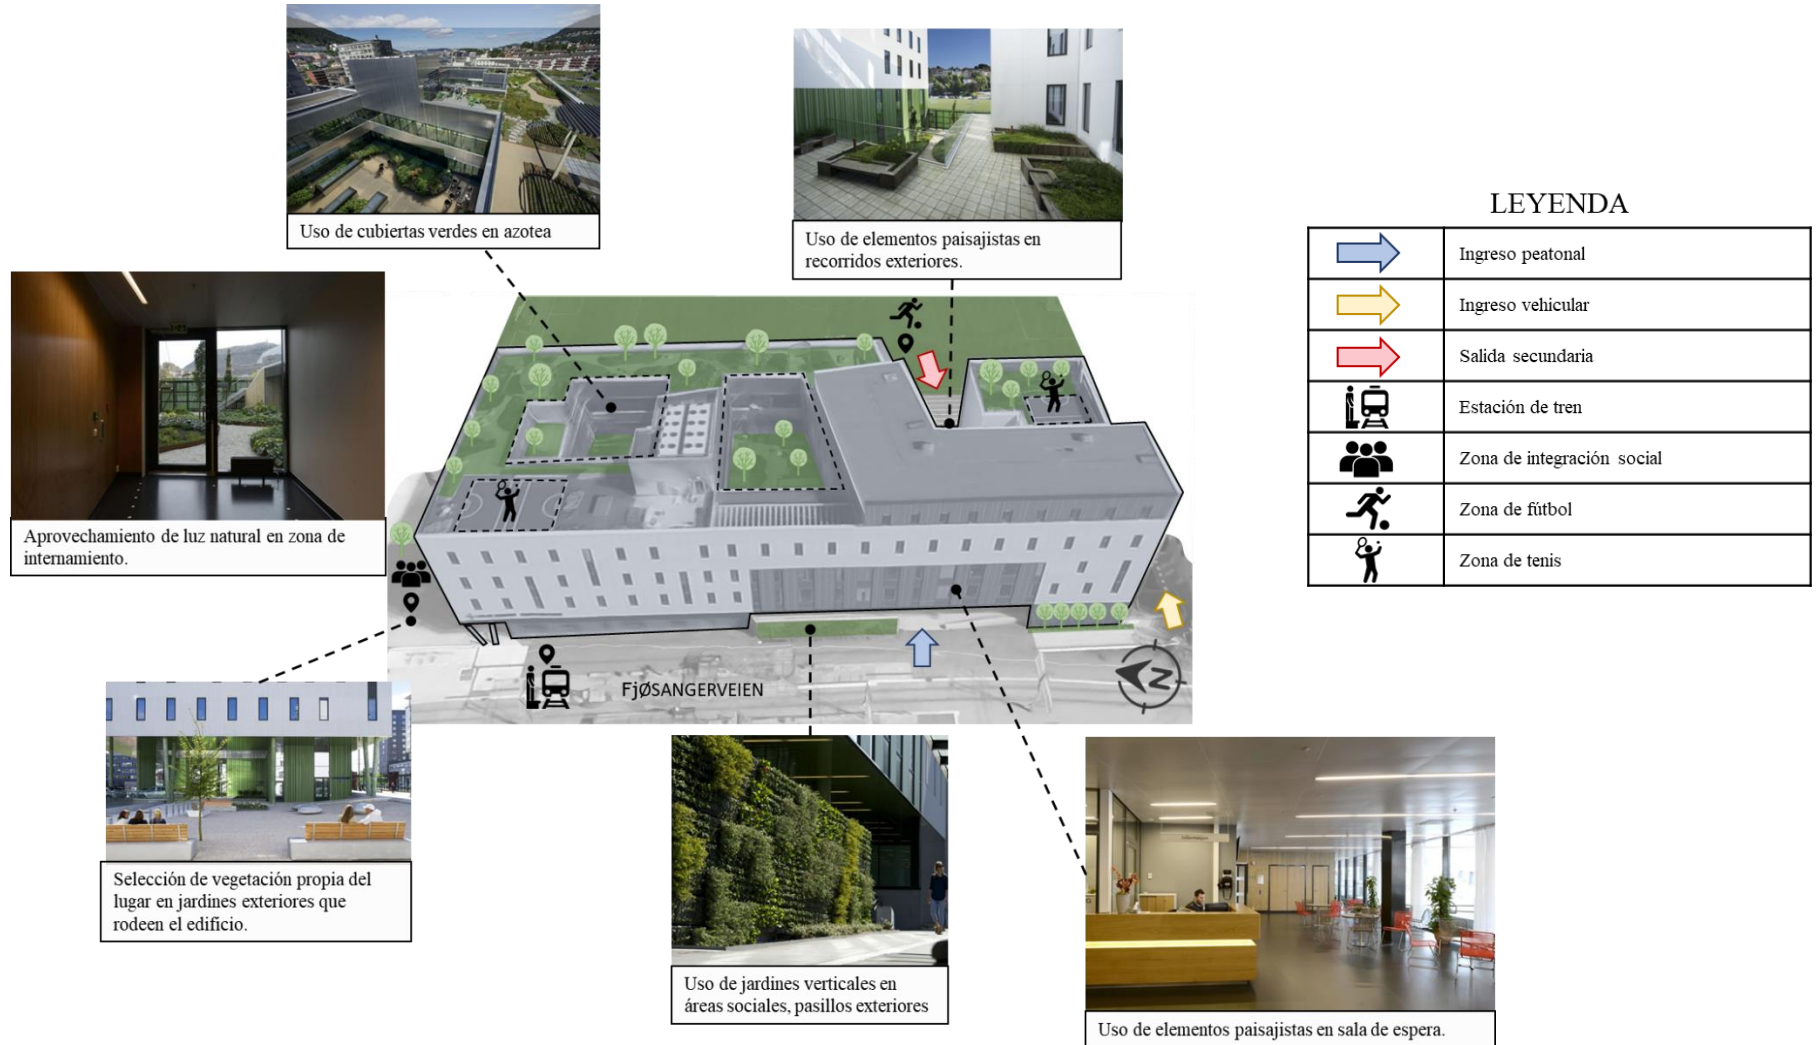 Uso de cubiertas verdes en azotea
Uso de elementos paisajistas en
recorridos exteriores.
Aprovechamiento de luz natural en zona de
internamiento.
FjØSANGERVEIEN
Z
Selección de vegetación propia del
lugar en jardines exteriores que
rodeen el edificio.
Uso de jardines verticales en
áreas sociales, pasillos exteriores
Uso de elementos paisajistas en sala de espera.
LEYENDA
Ingreso peatonal
Ingreso vehicular
Salida secundaria
Estación de tren
Zona de integración social
Zona de fútbol
Zona de tenis